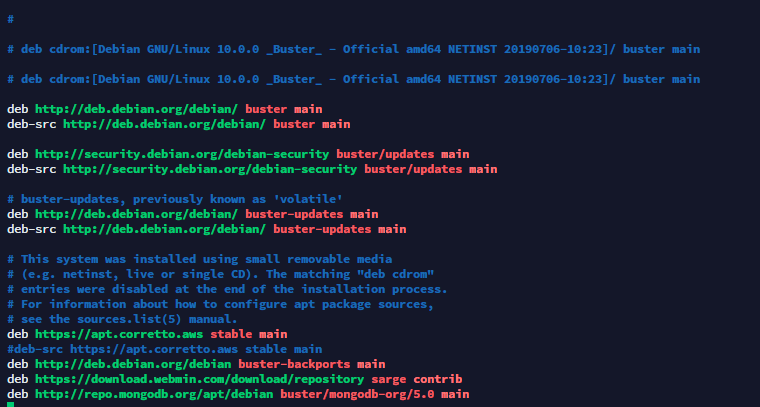 #
# deb cdrom:[Debian GNU/Linux 10.0.0 _Buster_ - Official amd64 NETINST 20190706-10:23]/ buster main
# deb cdrom:[Debian GNU/Linux 10.0.0 _Buster_ - Official amd64 NETINST 20190706-10:23]/ buster main
deb http://deb.debian.org/debian/ buster main
deb-src http://deb.debian.org/debian/ buster main
deb http://security.debian.org/debian-security buster/updates main
deb-src http://security.debian.org/debian-security buster/updates main
# buster-updates, previously known as 'volatile'
deb http://deb.debian.org/debian/ buster-updates main
deb-src http://deb.debian.org/debian/ buster-updates main
# This system was installed using small removable media
# (e.g. netinst, live or single CD). The matching "deb cdrom"
# entries were disabled at the end of the installation process.
# For information about how to configure apt package sources,
# see the sources.list(5) manual.
deb https://apt.corretto.aws stable main
#deb-src https://apt.corretto.aws stable main
deb http://deb.debian.org/debian buster-backports main
deb https://download.webmin.com/download/repository sarge contrib
deb http://repo.mongodb.org/apt/debian buster/mongodb-org/5.0 main